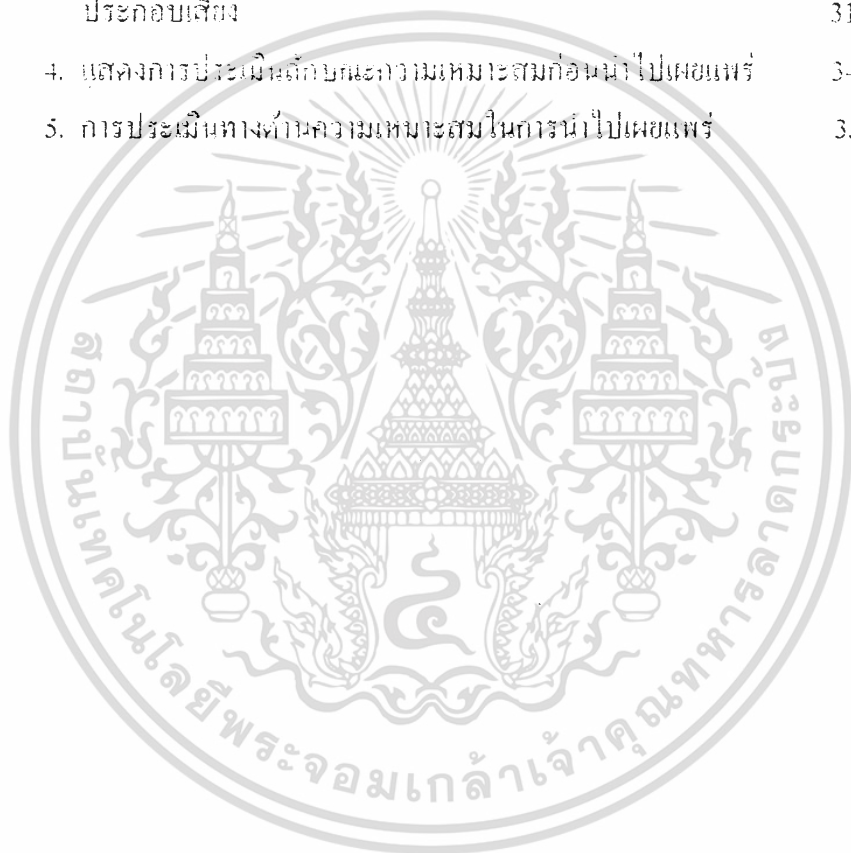 ประกอบเสียง 31
4. แสดงการประเมินลักษณะความเหมาะสมก่อนนำไปเผยแพร่ 3
5. การประเมินทางด้านความเหมาะสมในการนำไปเผยแพร่ 3
สถาบันเทคโนโลยีพระจอมเกล้าเจ้าคุณทหารลาดกระบัง